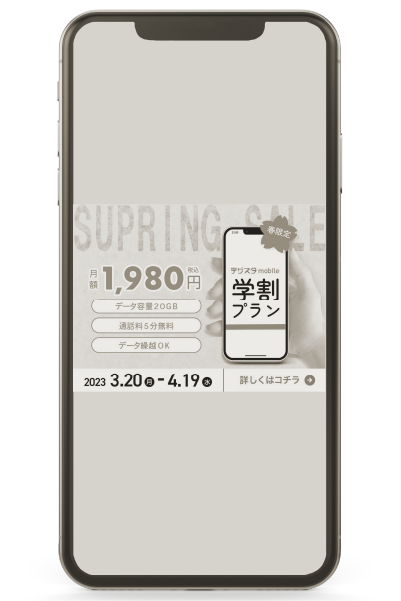 SUPRING SALE
春限定
月額1,980円税込
データ容量20GB
通話料5分無料
データ繰越OK
デリスタmobile
学割
プラン
2023 3.20月-4.19水
詳しくはコチラ